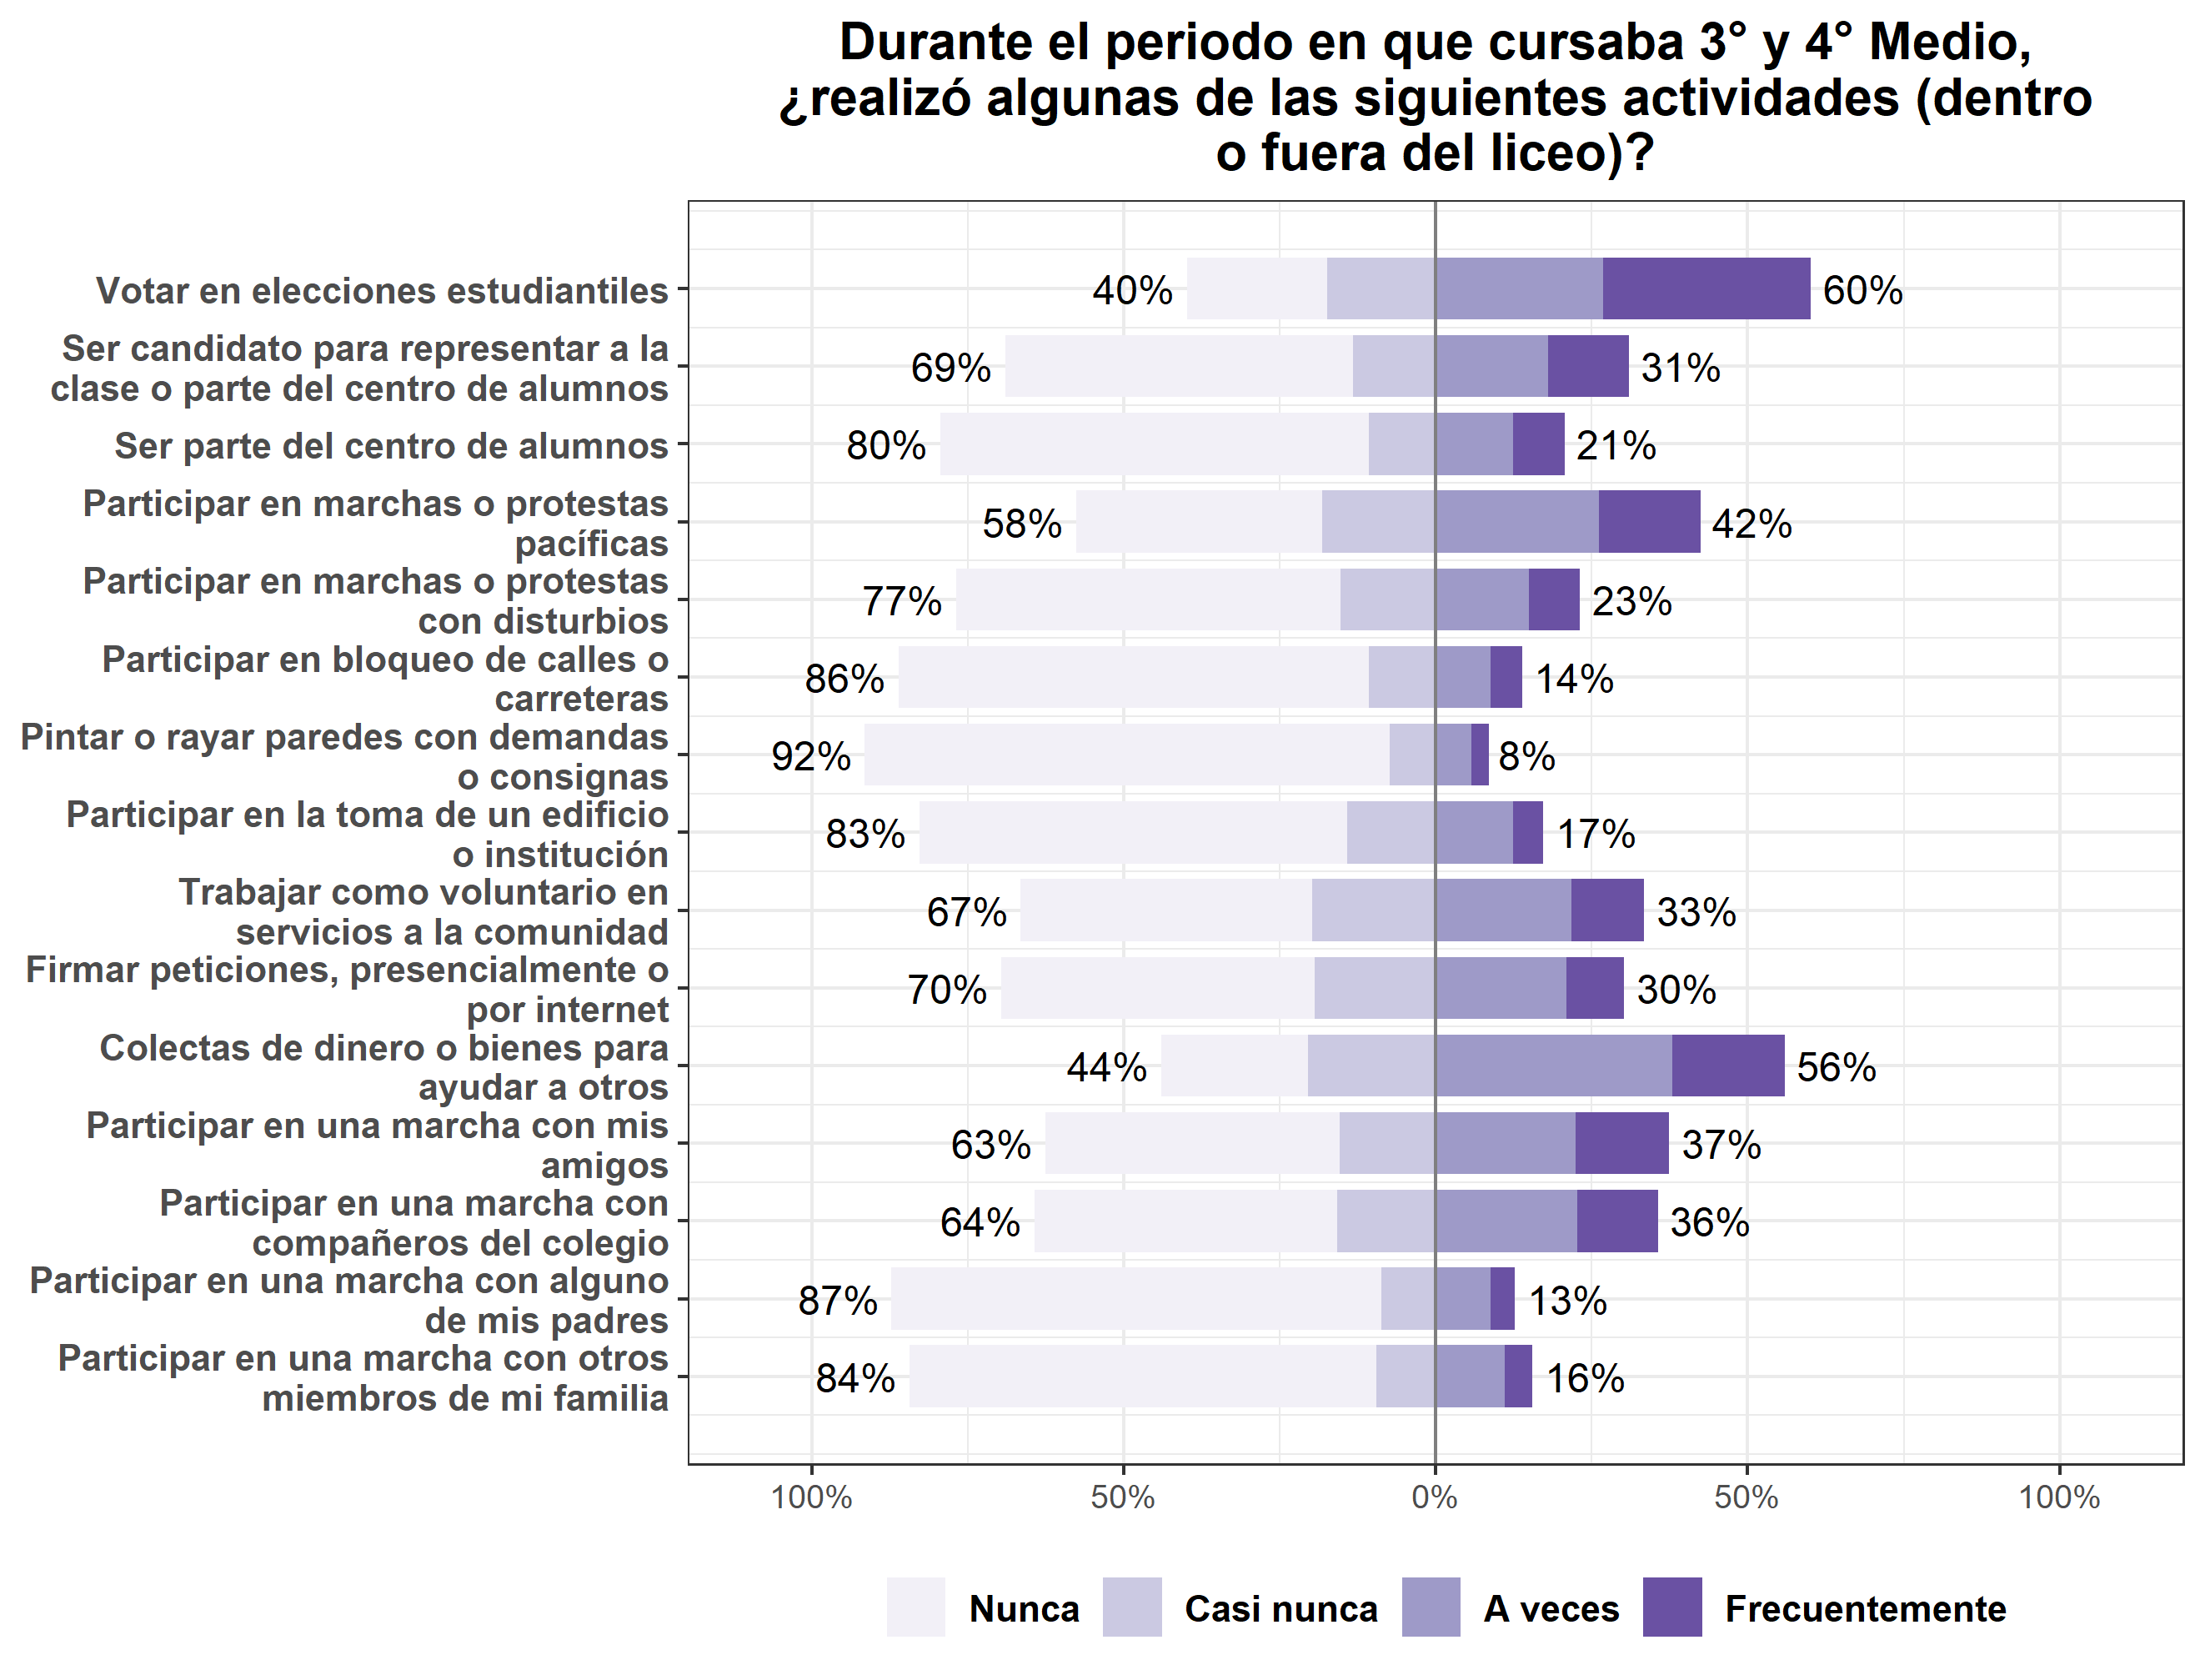 Durante el periodo en que cursaba 3° y 4° Medio,
¿realizó algunas de las siguientes actividades (dentro
o fuera del liceo)?
Votar en elecciones estudiantiles
40%
60%
Ser candidato para representar a la
clase o parte del centro de alumnos
69%
31%
Ser parte del centro de alumnos
80%
21%
Participar en marchas o protestas
pacíficas
58%
42%
Participar en marchas o protestas
con disturbios
77%
23%
Participar en bloqueo de calles o
carreteras
86%
14%
Pintar o rayar paredes con demandas
o consignas
92%
8%
Participar en la toma de un edificio
o institución
83%
17%
Trabajar como voluntario en
servicios a la comunidad
67%
33%
Firmar peticiones, presencialmente o
por internet
70%
30%
Colectas de dinero o bienes para
ayudar a otros
44%
56%
Participar en una marcha con mis
amigos
63%
37%
Participar en una marcha con
compañeros del colegio
64%
36%
Participar en una marcha con alguno
de mis padres
87%
13%
Participar en una marcha con otros
miembros de mi familia
84%
16%
100% 50% 0% 50% 100%
Nunca Casi nunca A veces Frecuentemente